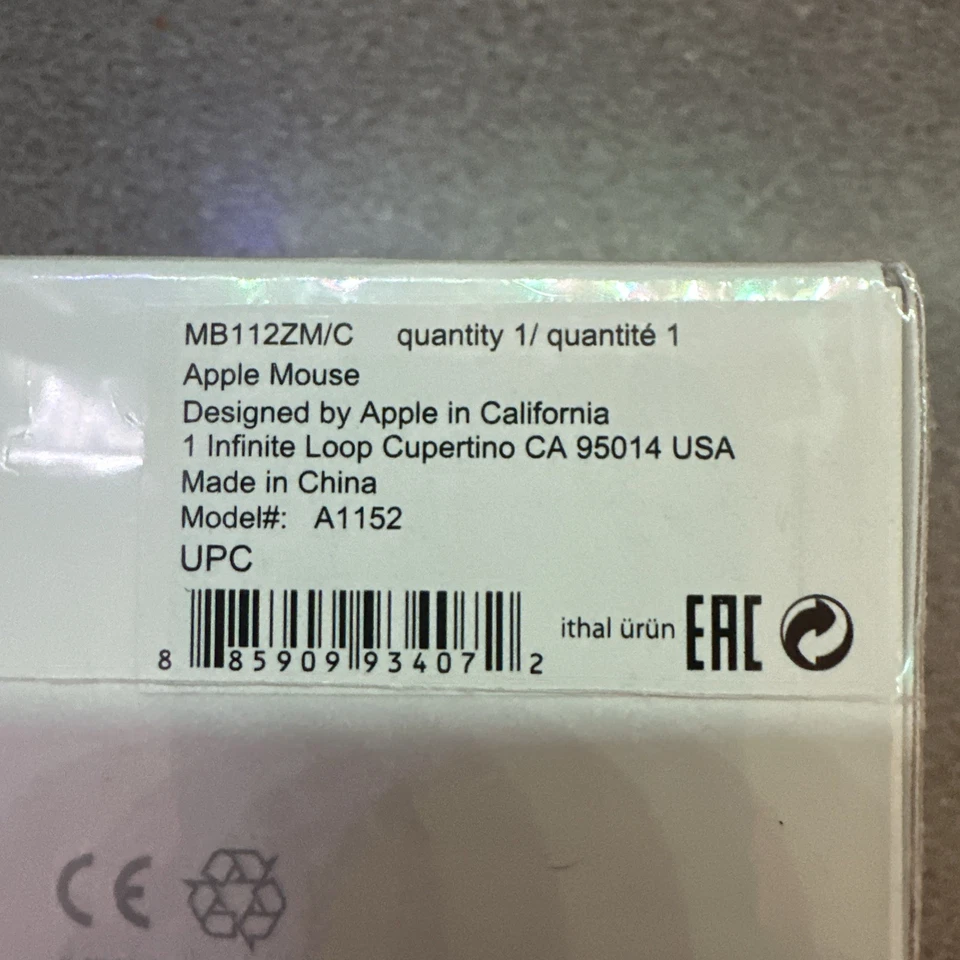 MB112ZM/C quantity 1/ quantité 1
Apple Mouse
Designed by Apple in California
1 Infinite Loop Cupertino CA 95014 USA
Made in China
Model#: A1152
UPC
8 85909 93407 2
ithal ürün EAC
CE